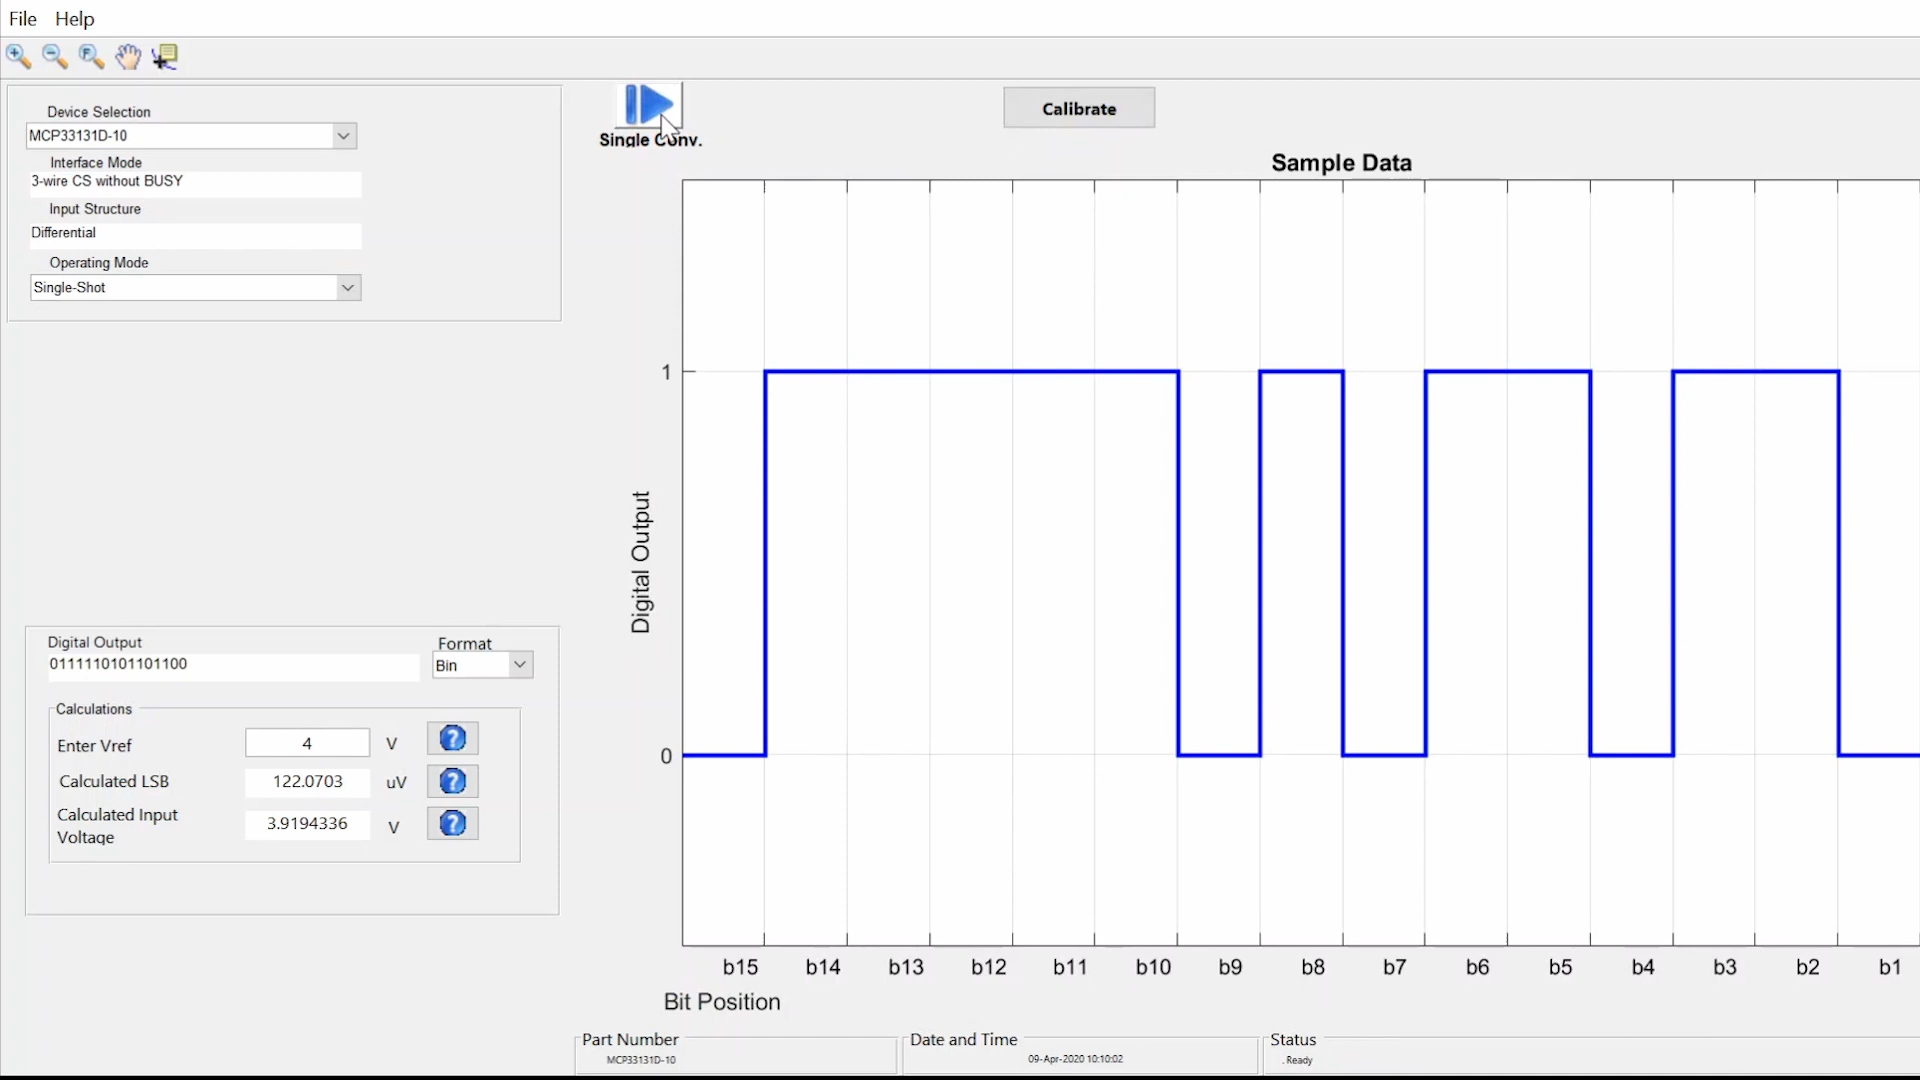 File Help
Device Selection
MCP33131D-10
Interface Mode
3-wire CS without BUSY
Input Structure
Differential
Operating Mode
Single-Shot
Single Conv.
Calibrate
Sample Data
1
0
Digital Output
b15 b14 b13 b12 b11 b10 b9 b8 b7 b6 b5 b4 b3 b2 b1
Bit Position
Digital Output
0111110101101100
Format
Bin
Calculations
Enter Vref 4 V ?
Calculated LSB 122.0703 uV ?
Calculated Input
Voltage
3.9194336 V ?
Part Number
MCP33131D-10
Date and Time
09-Apr-2020 10:10:02
Status
. Ready